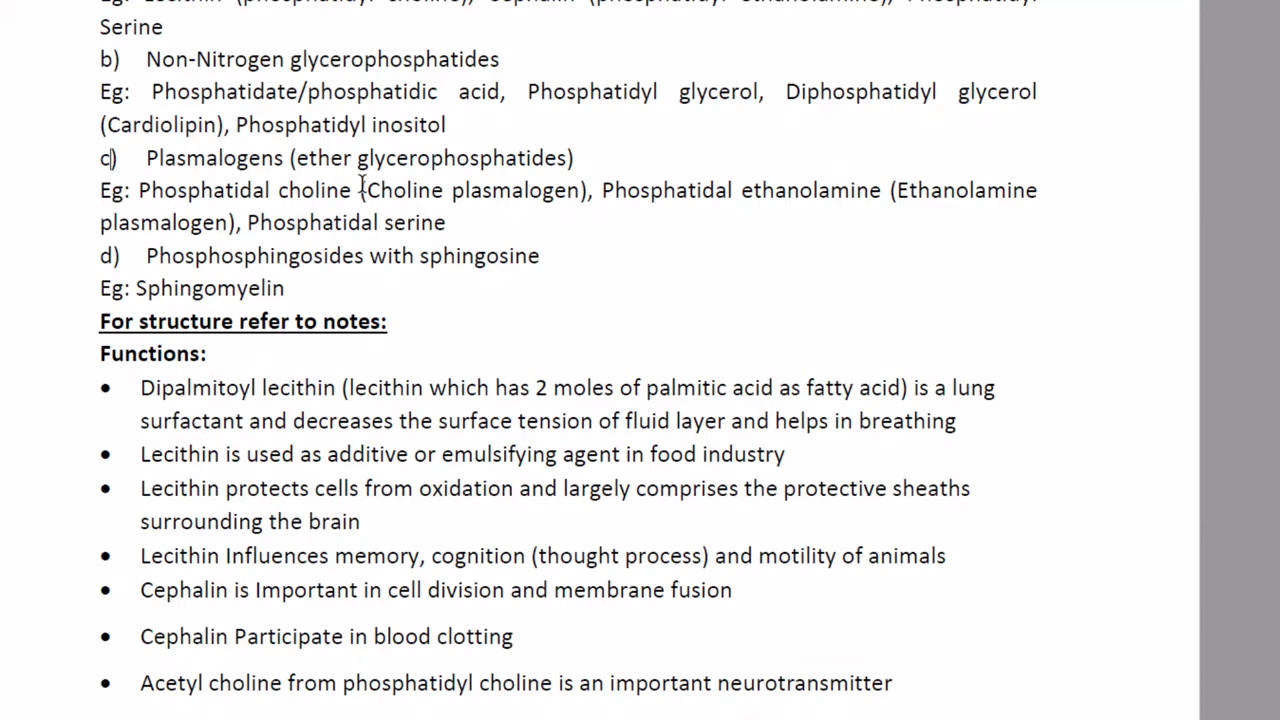 Serine
b) Non-Nitrogen glycerophosphatides
Eg: Phosphatidate/phosphatidic acid, Phosphatidyl glycerol, Diphosphatidyl glycerol
(Cardiolipin), Phosphatidyl inositol
c) Plasmalogens (ether glycerophosphatides)
Eg: Phosphatidal choline (Choline plasmalogen), Phosphatidal ethanolamine (Ethanolamine
plasmalogen), Phosphatidal serine
d) Phosphosphingosides with sphingosine
Eg: Sphingomyelin
For structure refer to notes:
Functions:
• Dipalmitoyl lecithin (lecithin which has 2 moles of palmitic acid as fatty acid) is a lung
surfactant and decreases the surface tension of fluid layer and helps in breathing
• Lecithin is used as additive or emulsifying agent in food industry
• Lecithin protects cells from oxidation and largely comprises the protective sheaths
surrounding the brain
• Lecithin Influences memory, cognition (thought process) and motility of animals
• Cephalin is Important in cell division and membrane fusion
• Cephalin Participate in blood clotting
• Acetyl choline from phosphatidyl choline is an important neurotransmitter